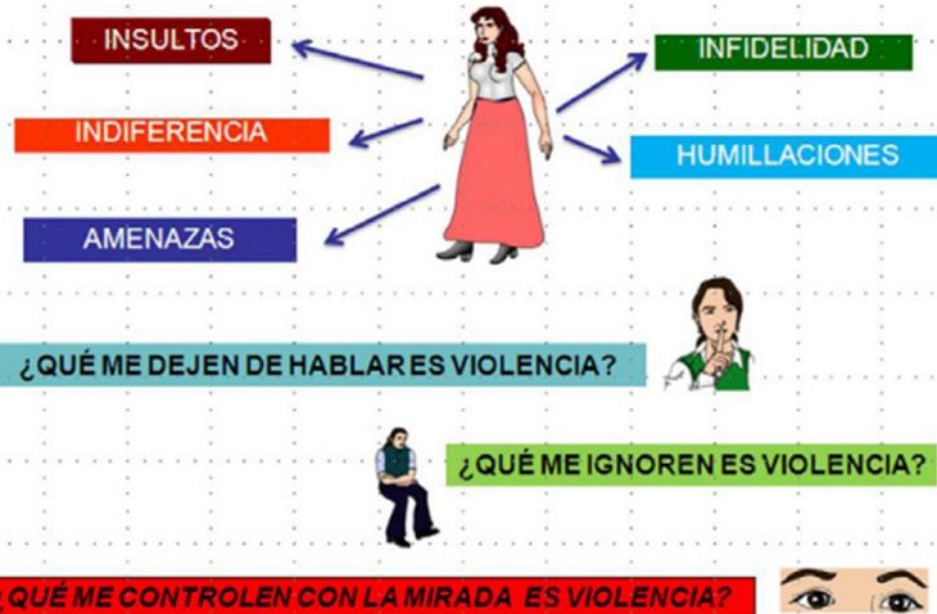 INSULTOS
INFIDELIDAD
INDIFERENCIA
HUMILLACIONES
AMENAZAS
¿QUÉ ME DEJEN DE HABLAR ES VIOLENCIA?
¿QUÉ ME IGNOREN ES VIOLENCIA?
¿QUÉ ME CONTROLEN CON LA MIRADA ES VIOLENCIA?